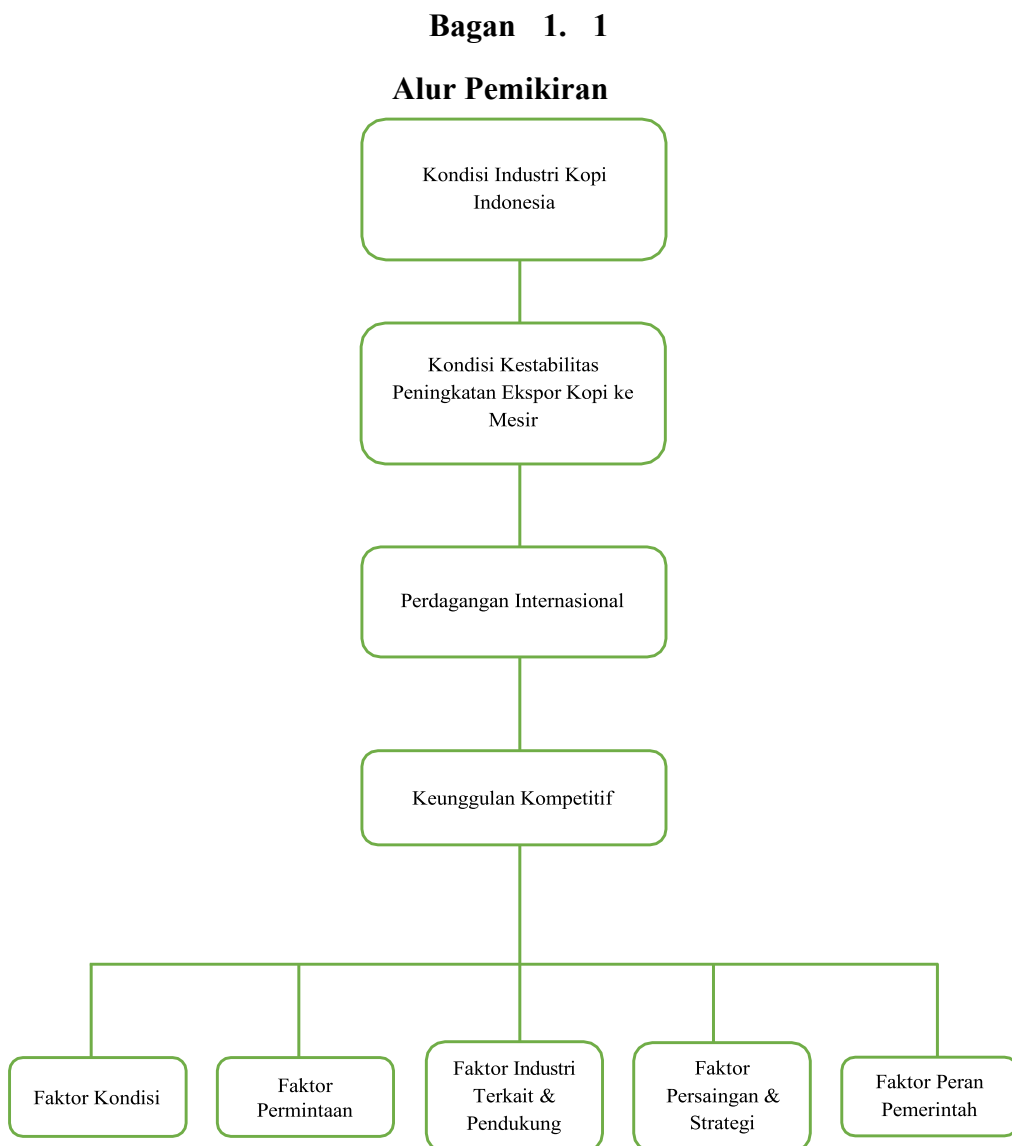 Bagan 1. 1
Alur Pemikiran
Kondisi Industri Kopi
Indonesia
Kondisi Kestabilitas
Peningkatan Ekspor Kopi ke
Mesir
Perdagangan Internasional
Keunggulan Kompetitif
Faktor Kondisi
Faktor
Permintaan
Faktor Industri
Terkait &
Pendukung
Faktor
Persaingan &
Strategi
Faktor Peran
Pemerintah